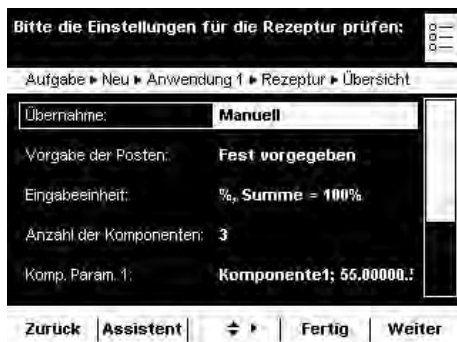 Bitte die Einstellungen für die Rezeptur prüfen:
Aufgabe ▸ Neu ▸ Anwendung 1 ▸ Rezeptur ▸ Übersicht
Übernahme: Manuell
Vorgabe der Posten: Fest vorgegeben
Eingabeeinheit: %, Summe = 100%
Anzahl der Komponenten: 3
Komp. Param. 1: Komponente1; 55.00000.
Zurück Assistent Fertig Weiter